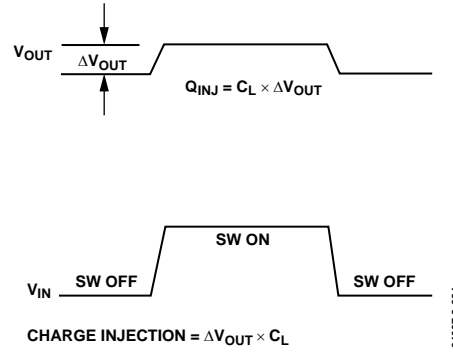 VOUT
ΔVOUT
QINJ = CL × ΔVOUT
SW ON
VIN
SW OFF
SW OFF
CHARGE INJECTION = ΔVOUT × CL